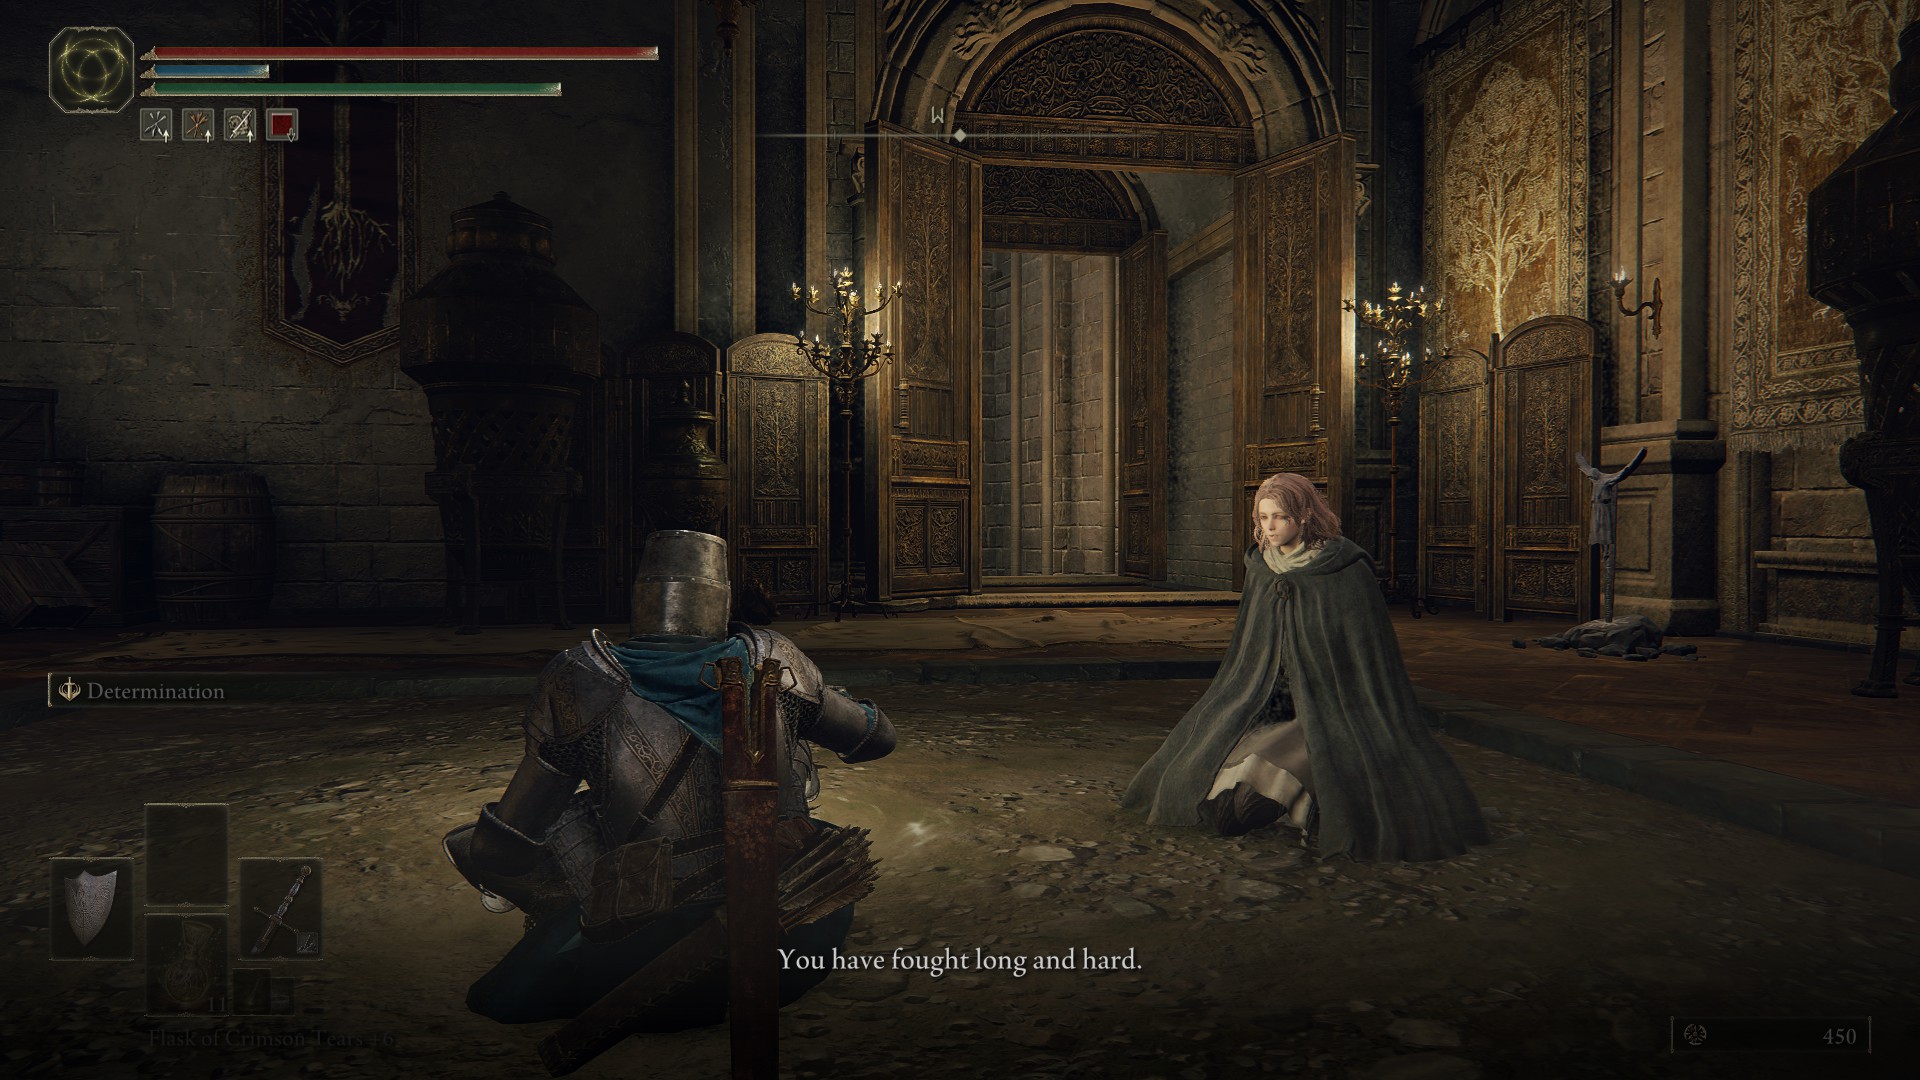 W
Determination
You have fought long and hard.
11
Flask of Crimson Tears +6
450